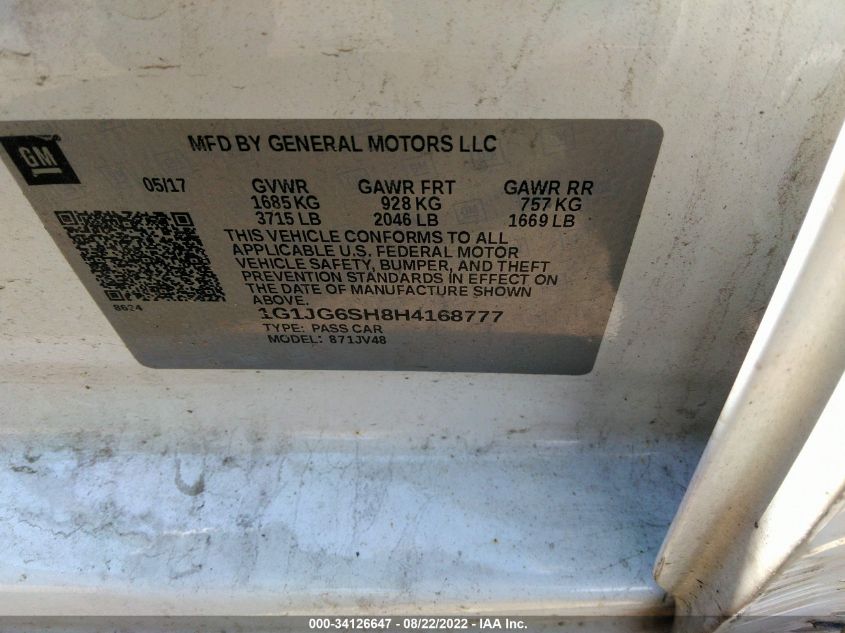 MFD BY GENERAL MOTORS LLC
GM
05/17 GVWR GAWR FRT GAWR RR
1685 KG 928 KG 757 KG
3715 LB 2046 LB 1669 LB
THIS VEHICLE CONFORMS TO ALL
APPLICABLE U.S. FEDERAL MOTOR
VEHICLE SAFETY, BUMPER, AND THEFT
PREVENTION STANDARDS IN EFFECT ON
THE DATE OF MANUFACTURE SHOWN
ABOVE.
8624
1G1JG6SH8H4168777
TYPE: PASS CAR
MODEL: 871JV48
000-34126647 - 08/22/2022 - IAA Inc.